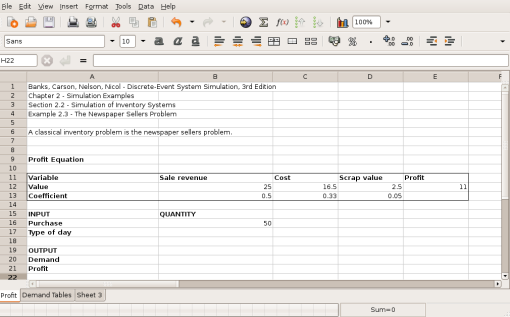 ile Edit View Insert Format Tools Data Help
f(x) 100%
Sans 10 a a a
H22
A B C D E F
1 Banks, Carson, Nelson, Nicol - Discrete-Event System Simulation, 3rd Edition
2 Chapter 2 - Simulation Examples
3 Section 2.2 - Simulation of Inventory Systems
4 Example 2.3 - The Newspaper Sellers Problem
5
6 A classical inventory problem is the newspaper sellers problem.
7
8
9 Profit Equation
10
11 Variable Sale revenue Cost Scrap value Profit
12 Value 25 16.5 2.5 11
13 Coefficient 0.5 0.33 0.05
14
15 INPUT QUANTITY
16 Purchase 50
17 Type of day
18
19 OUTPUT
20 Demand
21 Profit
22
Profit Demand Tables Sheet 3
Sum=0